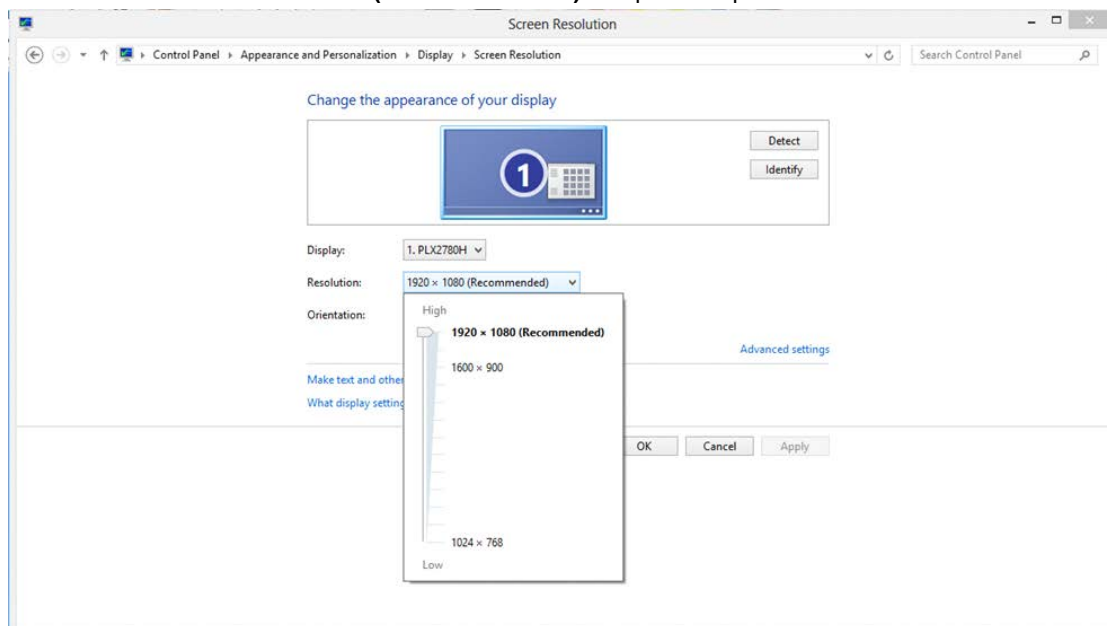 Screen Resolution
Control Panel Appearance and Personalization Display Screen Resolution
Search Control Panel
Change the appearance of your display
1
Detect
Identify
Display: 1. PLX2780H
Resolution: 1920 × 1080 (Recommended)
Orientation:
High
1920 × 1080 (Recommended)
1600 × 900
1024 × 768
Low
Advanced settings
Make text and other
What display setting
OK Cancel Apply